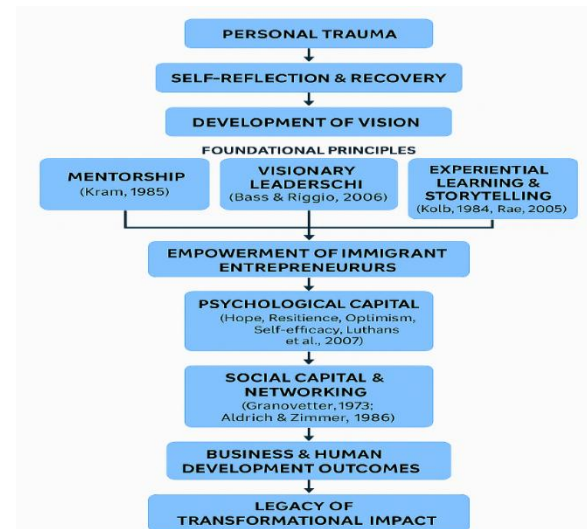 PERSONAL TRAUMA
SELF-REFLECTION & RECOVERY
DEVELOPMENT OF VISION
FOUNDATIONAL PRINCIPLES
MENTORSHIP
(Kram, 1985)
VISIONARY
LEADERSCHI
(Bass & Riggio, 2006)
EXPERIENTIAL
LEARNING &
STORYTELLING
(Kolb, 1984, Rae, 2005)
EMPOWERMENT OF IMMIGRANT
ENTREPRENEURURS
PSYCHOLOGICAL CAPITAL
(Hope, Resitience, Optimism,
Self-efficacy, Luthans
et al., 2007)
SOCIAL CAPITAL &
NETWORKING
(Granovetter, 1973;
Aldrich & Zimmer, 1986)
BUSINESS & HUMAN
DEVELOPMENT OUTCOMES
LEGACY OF
TRANSFORMATIONAL IMPACT